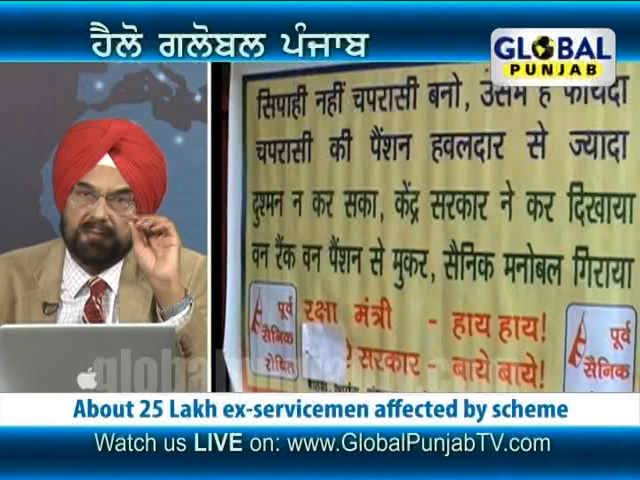 ਹੈਲੋ ਗਲੋਬਲ ਪੰਜਾਬ
GLOBAL
PUNJAB
सिपाही नहीं चपरासी बनो, उसमें है फायदा
चपरासी की पैंशन हवलदार से ज्यादा
दुश्मन न कर सका, केंद्र सरकार ने कर दिखाया
वन रैंक वन पैंशन से मुकर, सैनिक मनोबल गिराया
पूर्व
सैनिक
रोबित
रक्षा मंत्री - हाय हाय!
सरकार - बाये बाये!
पूर्व
सैनिक
About 25 Lakh ex-servicemen affected by scheme
Watch us LIVE on: www.GlobalPunjabTV.com